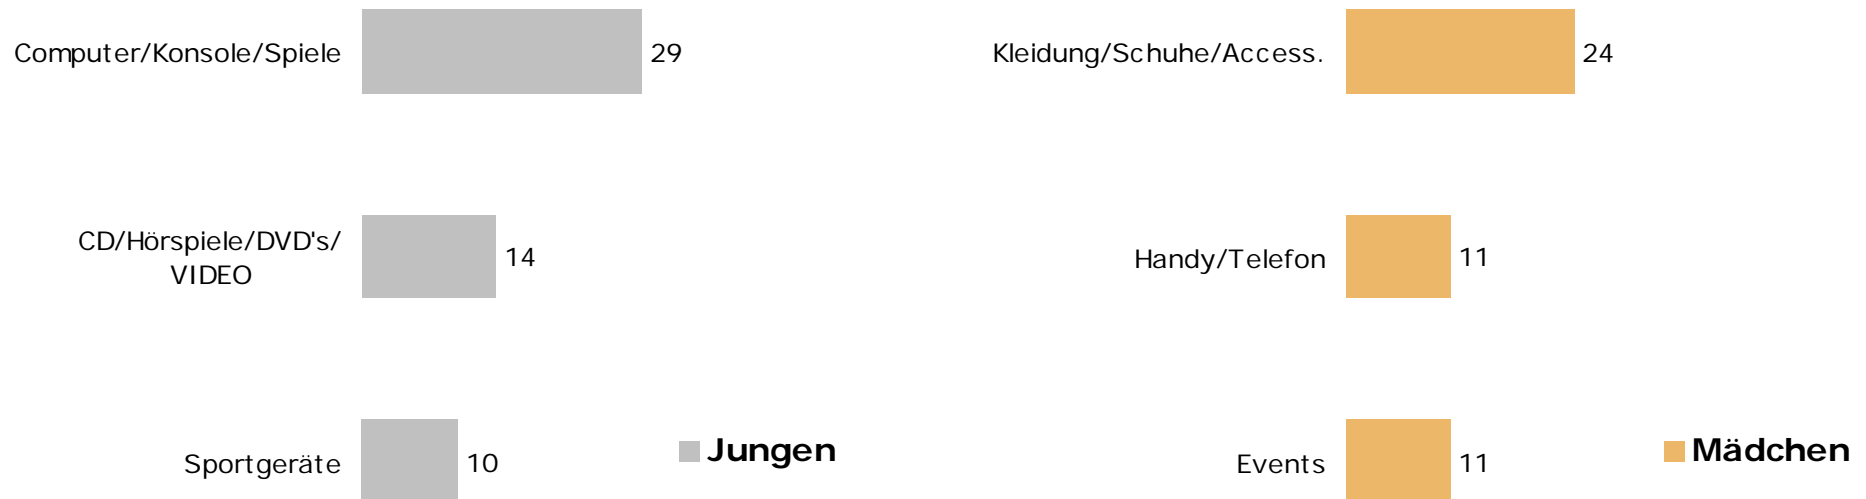 Computer/Konsole/Spiele 29
CD/Hörspiele/DVD's/
VIDEO
14
Sportgeräte 10
Jungen
Kleidung/Schuhe/Access. 24
Handy/Telefon 11
Events 11
Mädchen